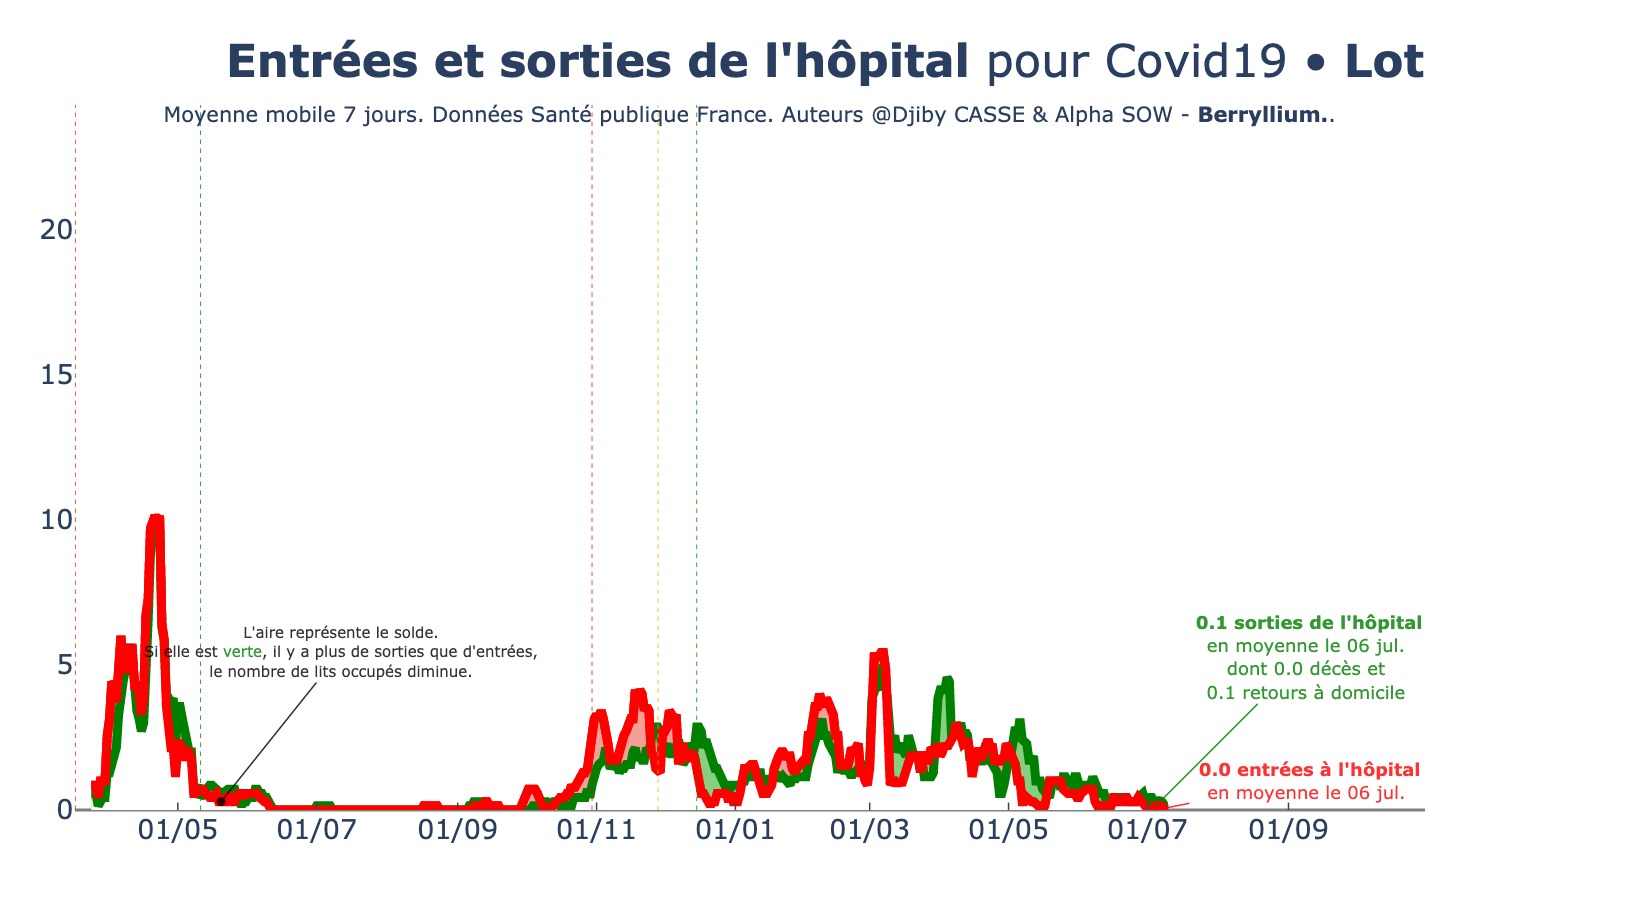 Entrées et sorties de l'hôpital pour Covid19 • Lot
Moyenne mobile 7 jours. Données Santé publique France. Auteurs @Djiby CASSE & Alpha SOW - Berryllium..
20
15
10
5
0
L'aire représente le solde.
Si elle est verte, il y a plus de sorties que d'entrées,
le nombre de lits occupés diminue.
0.1 sorties de l'hôpital
en moyenne le 06 jul.
dont 0.0 décès et
0.1 retours à domicile
0.0 entrées à l'hôpital
en moyenne le 06 jul.
01/05 01/07 01/09 01/11 01/01 01/03 01/05 01/07 01/09